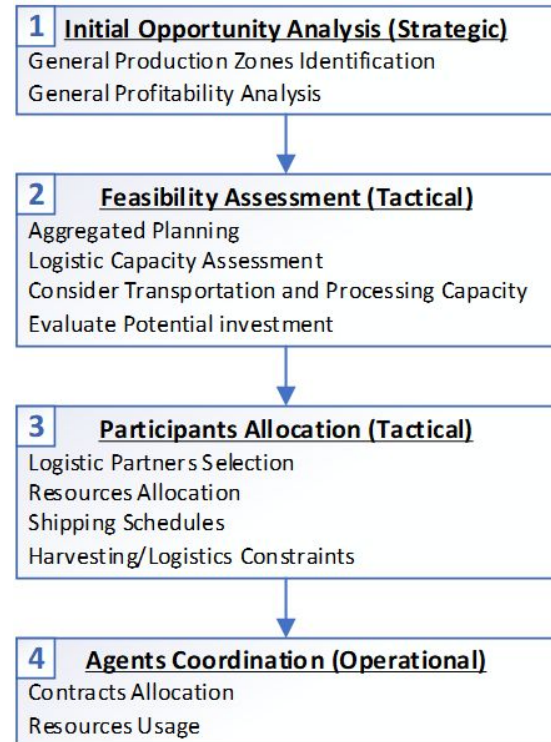 1 Initial Opportunity Analysis (Strategic)
General Production Zones Identification
General Profitability Analysis
2 Feasibility Assessment (Tactical)
Aggregated Planning
Logistic Capacity Assessment
Consider Transportation and Processing Capacity
Evaluate Potential investment
3 Participants Allocation (Tactical)
Logistic Partners Selection
Resources Allocation
Shipping Schedules
Harvesting/Logistics Constraints
4 Agents Coordination (Operational)
Contracts Allocation
Resources Usage